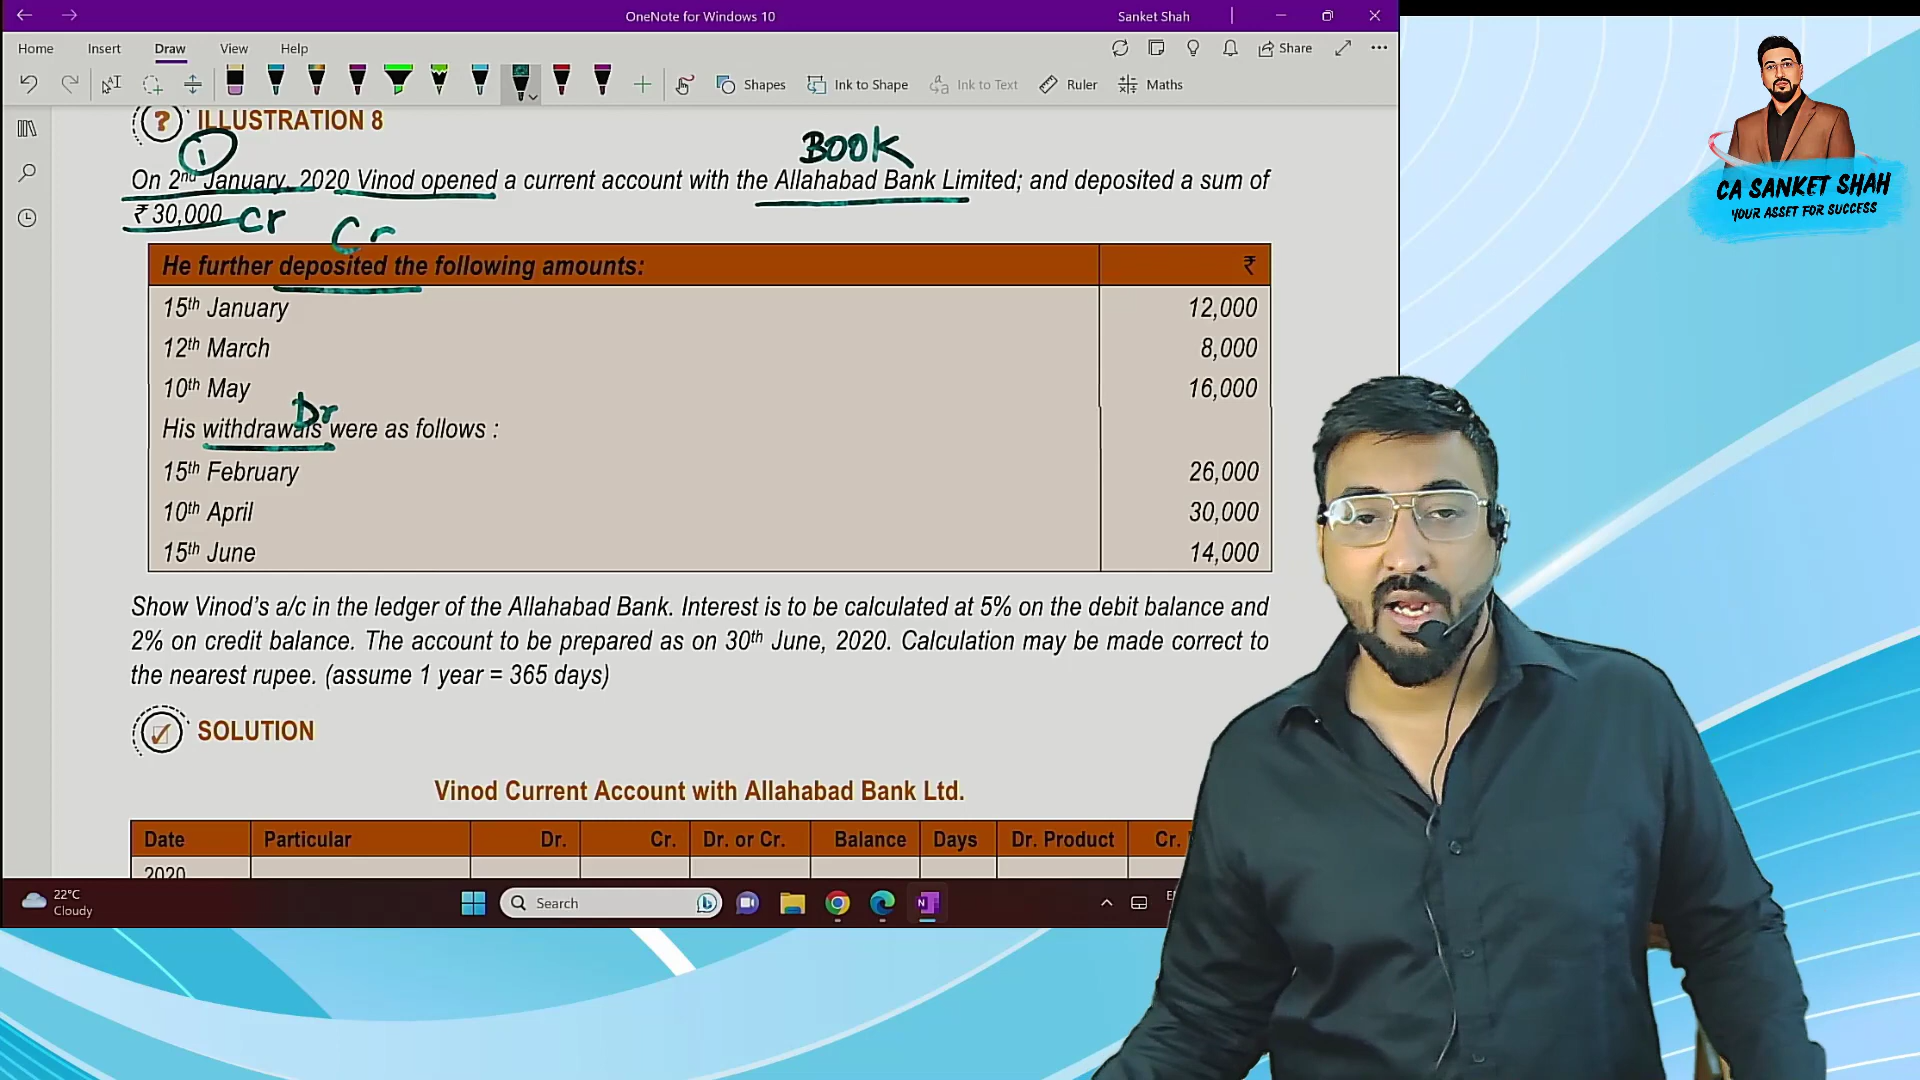 OneNote for Windows 10
Sanket Shah
Home Insert Draw View Help
Share
Shapes Ink to Shape Ink to Text Ruler Maths
? ILLUSTRATION 8
1
BOOK
On 2nd January, 2020 Vinod opened a current account with the Allahabad Bank Limited; and deposited a sum of
₹ 30,000 Cr
Cr
He further deposited the following amounts: ₹
15th January 12,000
12th March 8,000
10th May 16,000
Dr
His withdrawals were as follows :
15th February 26,000
10th April 30,000
15th June 14,000
Show Vinod's a/c in the ledger of the Allahabad Bank. Interest is to be calculated at 5% on the debit balance and
2% on credit balance. The account to be prepared as on 30th June, 2020. Calculation may be made correct to
the nearest rupee. (assume 1 year = 365 days)
SOLUTION
Vinod Current Account with Allahabad Bank Ltd.
Date Particular Dr. Cr. Dr. or Cr. Balance Days Dr. Product Cr.
2020
22°C
Cloudy
Search
CA SANKET SHAH
YOUR ASSET FOR SUCCESS